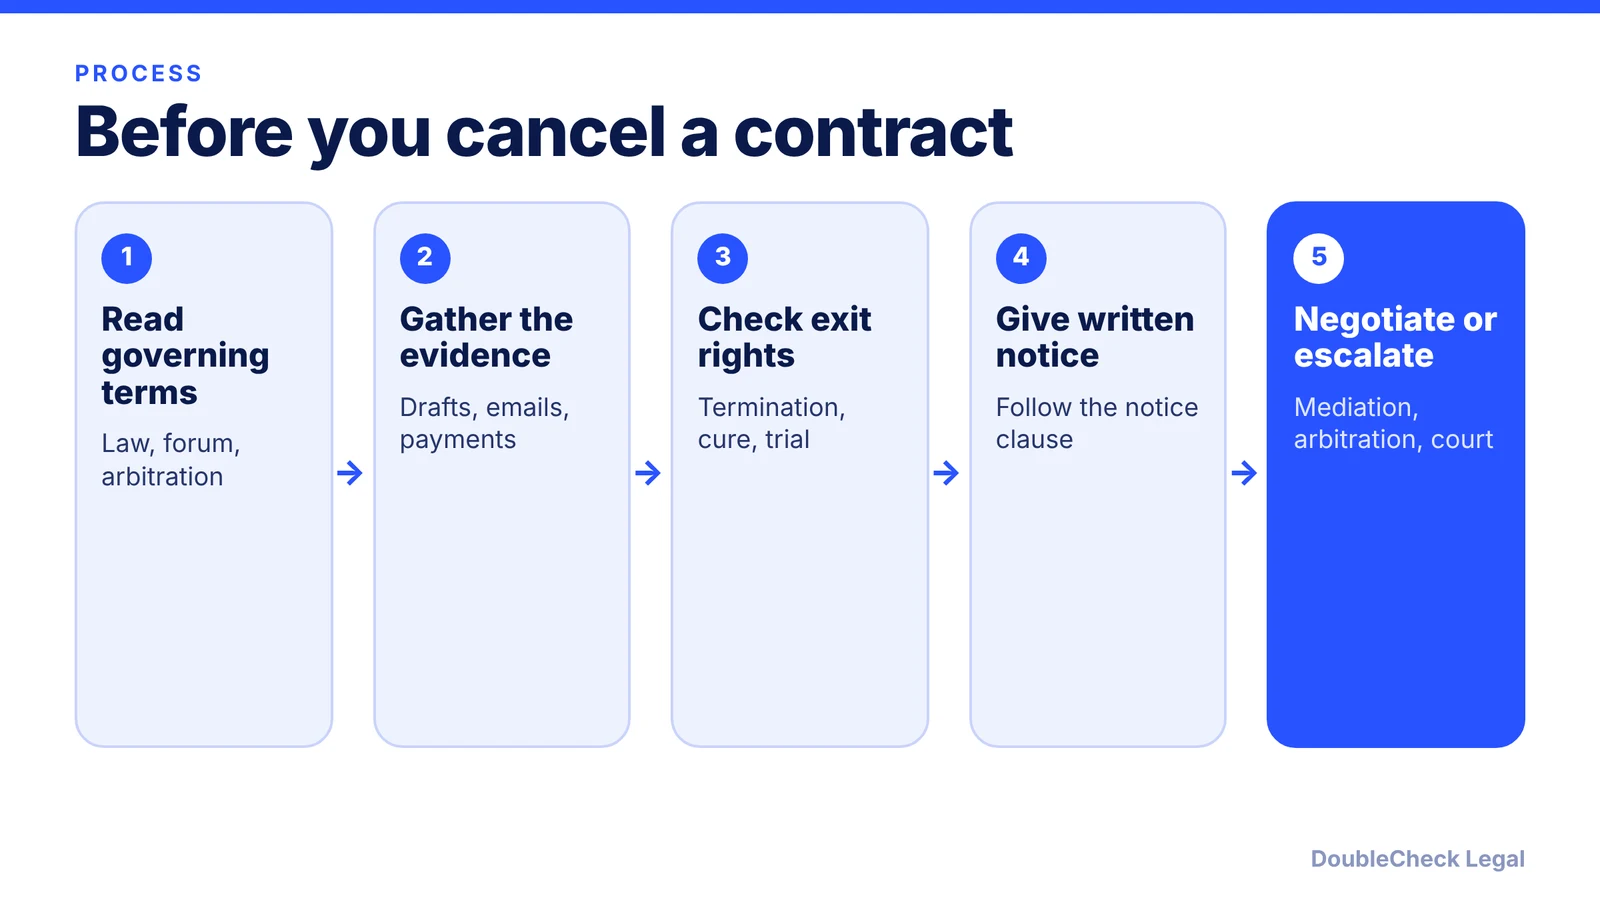 PROCESS
Before you cancel a contract
1
Read
governing
terms
Law, forum,
arbitration
→
2
Gather the
evidence
Drafts, emails,
payments
→
3
Check exit
rights
Termination,
cure, trial
→
4
Give written
notice
Follow the notice
clause
→
5
Negotiate or
escalate
Mediation,
arbitration, court
DoubleCheck Legal